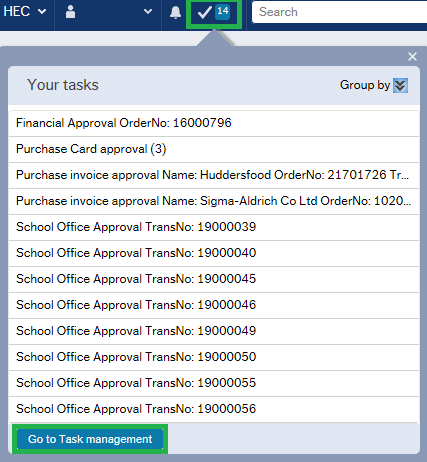 HEC 14 Search
Your tasks Group by
Financial Approval OrderNo: 16000796
Purchase Card approval (3)
Purchase invoice approval Name: Huddersfood OrderNo: 21701726 Tr...
Purchase invoice approval Name: Sigma-Aldrich Co Ltd OrderNo: 1020...
School Office Approval TransNo: 19000039
School Office Approval TransNo: 19000040
School Office Approval TransNo: 19000045
School Office Approval TransNo: 19000046
School Office Approval TransNo: 19000049
School Office Approval TransNo: 19000050
School Office Approval TransNo: 19000055
School Office Approval TransNo: 19000056
Go to Task management